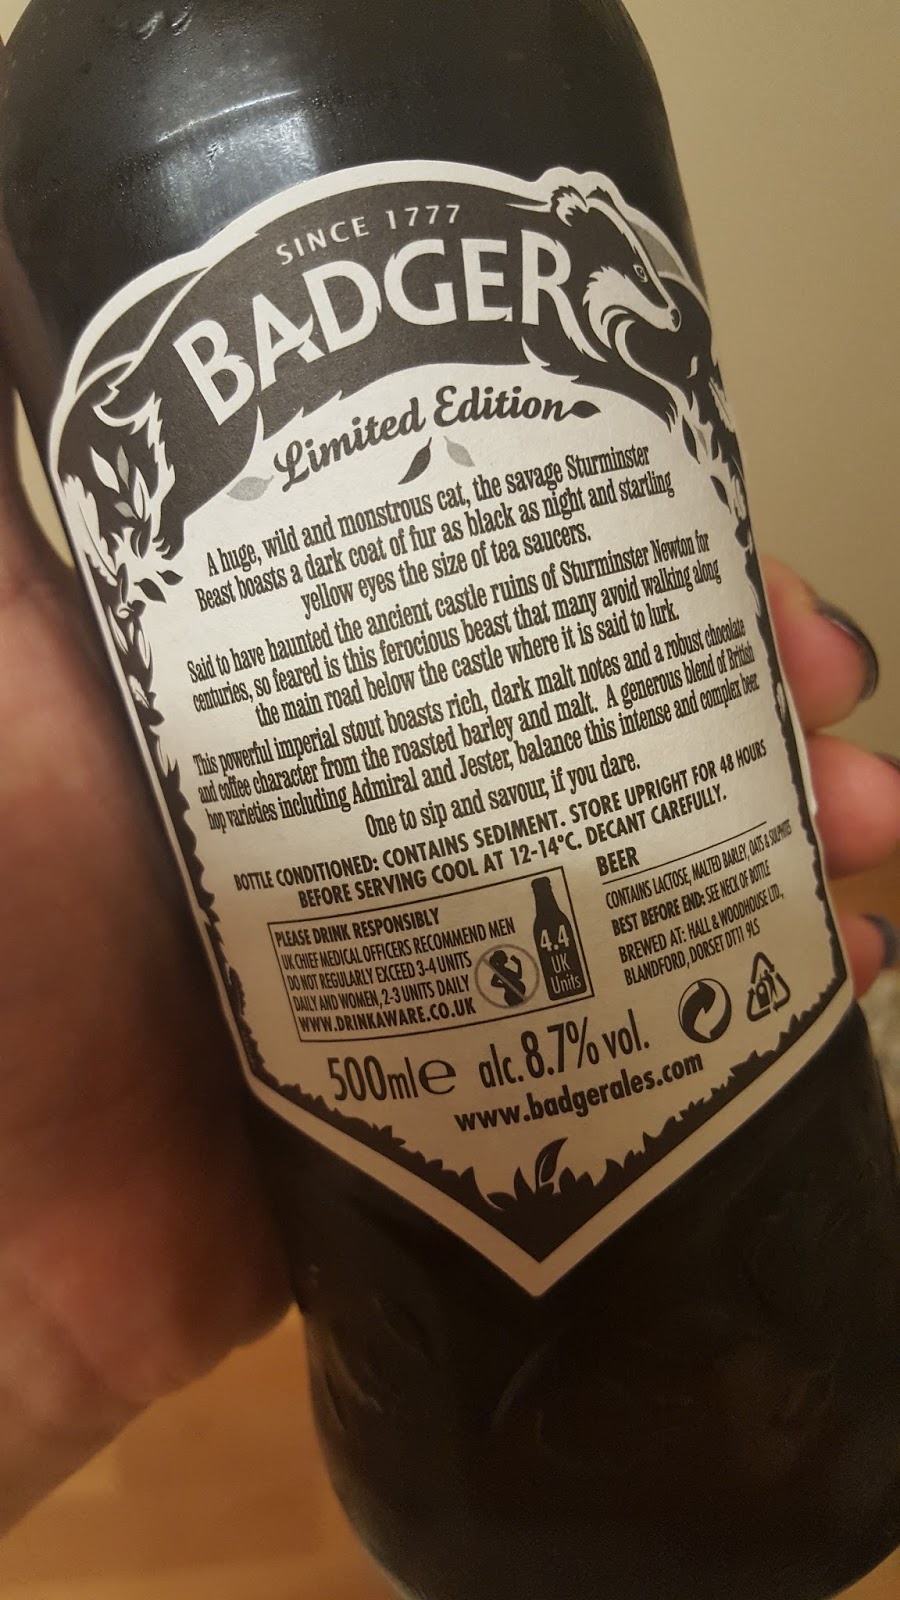 SINCE 1777
BADGER
Limited Edition
A huge, wild and monstrous cat, the savage Sturminster
Beast boasts a dark coat of fur as black as night and startling
yellow eyes the size of tea saucers.
Said to have haunted the ancient castle ruins of Sturminster Newton for
centuries, so feared is this ferocious beast that many avoid walking along
the main road below the castle where it is said to lurk.
This powerful imperial stout boasts rich, dark malt notes and a robust chocolate
and coffee character from the roasted barley and malt. A generous blend of British
hop varieties including Admiral and Jester, balance this intense and complex beer.
One to sip and savour, if you dare.
BOTTLE CONDITIONED: CONTAINS SEDIMENT. STORE UPRIGHT FOR 48 HOURS
BEFORE SERVING COOL AT 12-14°C. DECANT CAREFULLY.
PLEASE DRINK RESPONSIBLY
UK CHIEF MEDICAL OFFICERS RECOMMEND MEN
DO NOT REGULARLY EXCEED 3-4 UNITS
DAILY AND WOMEN, 2-3 UNITS DAILY
WWW.DRINKAWARE.CO.UK
4.4
UK
Units
BEER
CONTAINS LACTOSE, MALTED BARLEY, OATS & SULPHITES
BEST BEFORE END: SEE NECK OF BOTTLE
BREWED AT: HALL & WOODHOUSE LTD.,
BLANDFORD, DORSET DT11 9LS
500ml e alc. 8.7% vol.
www.badgerales.com